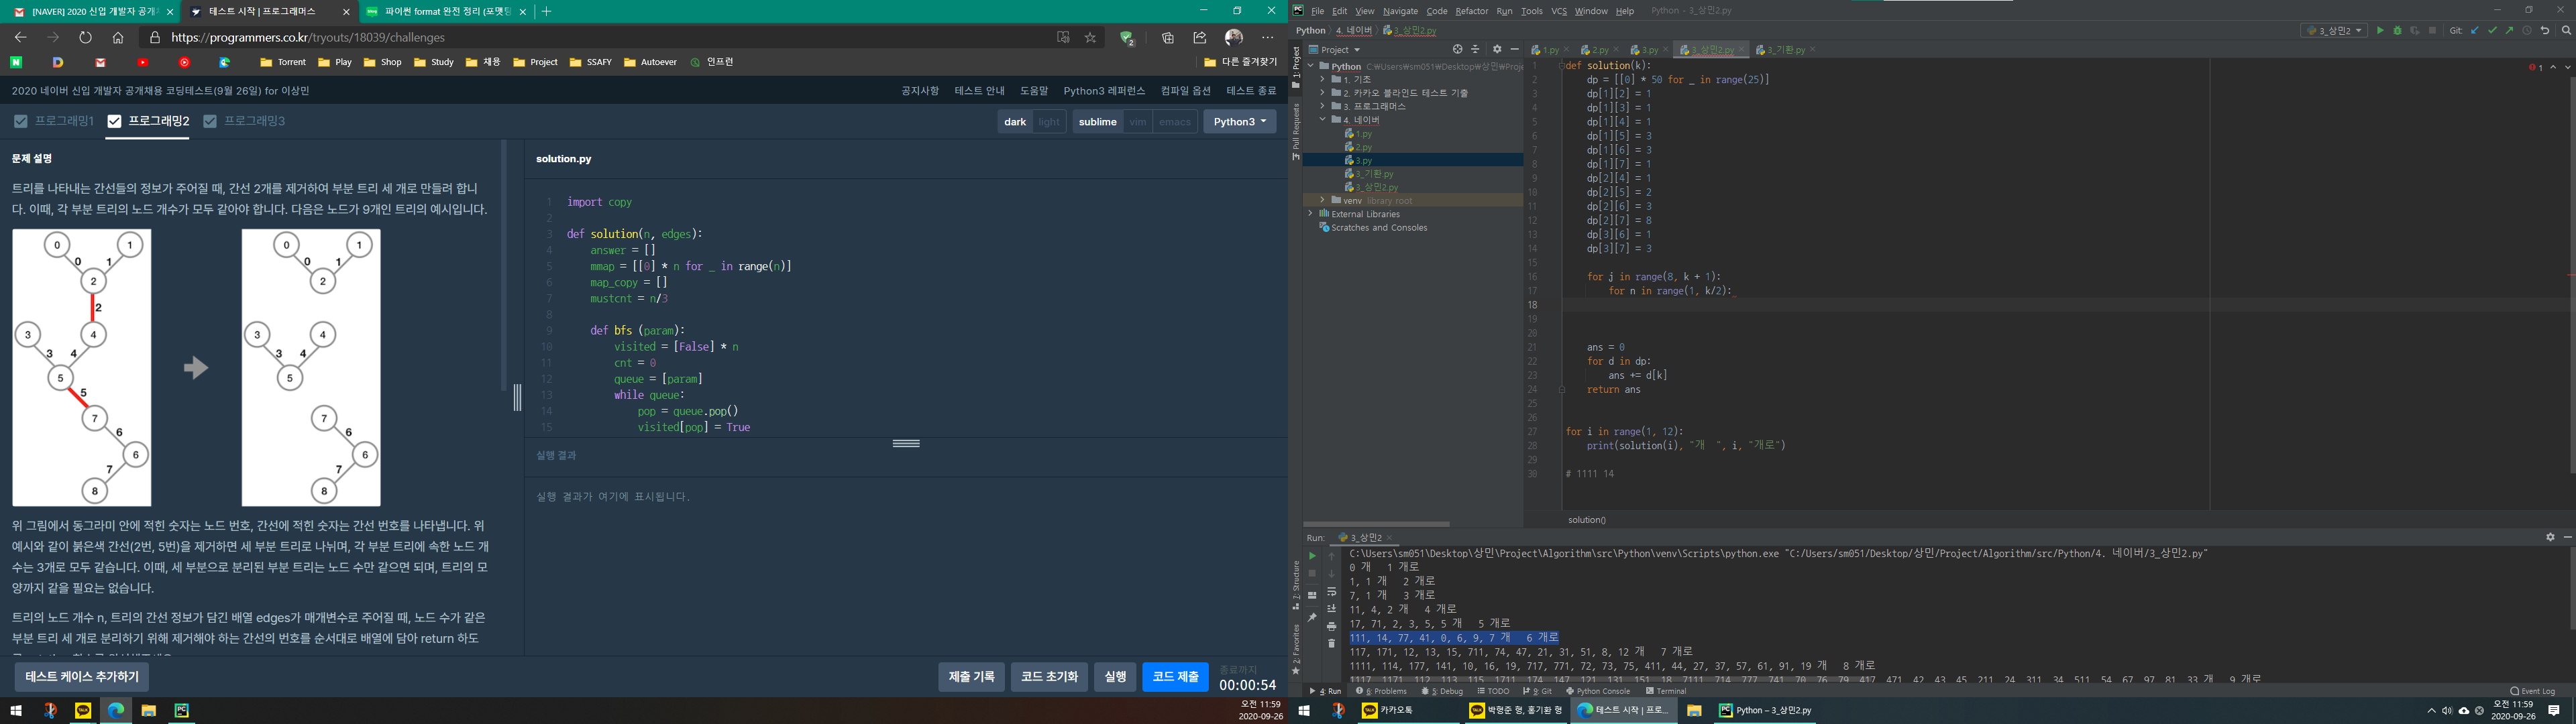 [NAVER] 2020 신입 개발자 공개
테스트 시작 | 프로그래머스
파이썬 format 완전 정리 (포맷팅
https://programmers.co.kr/tryouts/18039/challenges
Torrent
Play
Shop
Study
채용
Project
SSAFY
Autoever
인프런
다른 즐겨찾기
2020 네이버 신입 개발자 공개채용 코딩테스트(9월 26일) for 이상민
공지사항
테스트 안내
도움말
Python3 레퍼런스
컴파일 옵션
테스트 종료
프로그래밍1
프로그래밍2
프로그래밍3
dark
light
sublime
vim
emacs
Python3
문제 설명
트리를 나타내는 간선들의 정보가 주어질 때, 간선 2개를 제거하여 부분 트리 세 개로 만들려 합니
다. 이때, 각 부분 트리의 노드 개수가 모두 같아야 합니다. 다음은 노드가 9개인 트리의 예시입니다.
0 1
0 1
2
2
3 4
3 4
5
5
7
6
6
7
8
0 1
0 1
2
3 4
3 4
5
7
6
6
7
8
위 그림에서 동그라미 안에 적힌 숫자는 노드 번호, 간선에 적힌 숫자는 간선 번호를 나타냅니다. 위
예시와 같이 붉은색 간선(2번, 5번)을 제거하면 세 부분 트리로 나뉘며, 각 부분 트리에 속한 노드 개
수는 3개로 모두 같습니다. 이때, 세 부분으로 분리된 부분 트리는 노드 수만 같으면 되며, 트리의 모
양까지 같을 필요는 없습니다.
트리의 노드 개수 n, 트리의 간선 정보가 담긴 배열 edges가 매개변수로 주어질 때, 노드 수가 같은
부분 트리 세 개로 분리하기 위해 제거해야 하는 간선의 번호를 순서대로 배열에 담아 return 하도
solution.py
1 import copy
2
3 def solution(n, edges):
4 answer = []
5 mmap = [[0] * n for _ in range(n)]
6 map_copy = []
7 mustcnt = n/3
8
9 def bfs (param):
10 visited = [False] * n
11 cnt = 0
12 queue = [param]
13 while queue:
14 pop = queue.pop()
15 visited[pop] = True
실행 결과
실행 결과가 여기에 표시됩니다.
테스트 케이스 추가하기
제출 기록
코드 초기화
실행
코드 제출
종료까지
00:00:54
오전 11:59
2020-09-26
File Edit View Navigate Code Refactor Run Tools VCS Window Help Python - 3_상민2.py
Python 4. 네이버 3_상민2.py
3_상민2
Git:
1: Project
Pull Requests
Project
Python C:\Users\sm051\Desktop\상민\Proje
1. 기초
2. 카카오 블라인드 테스트 기출
3. 프로그래머스
4. 네이버
1.py
2.py
3.py
3_기환.py
3_상민2.py
venv library root
External Libraries
Scratches and Consoles
1.py
2.py
3.py
3_상민2.py
3_기환.py
1
1 def solution(k):
2 dp = [[0] * 50 for _ in range(25)]
3 dp[1][2] = 1
4 dp[1][3] = 1
5 dp[1][4] = 1
6 dp[1][5] = 3
7 dp[1][6] = 3
8 dp[1][7] = 1
9 dp[2][4] = 1
10 dp[2][5] = 2
11 dp[2][6] = 3
12 dp[2][7] = 8
13 dp[3][6] = 1
14 dp[3][7] = 3
15
16 for j in range(8, k + 1):
17 for n in range(1, k/2):
18
19
20
21 ans = 0
22 for d in dp:
23 ans += d[k]
24 return ans
25
26
27 for i in range(1, 12):
28 print(solution(i), "개 ", i, "개로")
29
30 # 1111 14
solution()
Run: 3_상민2
C:\Users\sm051\Desktop\상민\Project\Algorithm\src\Python\venv\Scripts\python.exe "C:/Users/sm051/Desktop/상민/Project/Algorithm/src/Python/4. 네이버/3_상민2.py"
0 개 1 개로
1, 1 개 2 개로
7, 1 개 3 개로
11, 4, 2 개 4 개로
17, 71, 2, 3, 5, 5 개 5 개로
111, 14, 77, 41, 0, 6, 9, 7 개 6 개로
117, 171, 12, 13, 15, 711, 74, 47, 21, 31, 51, 8, 12 개 7 개로
1111, 114, 177, 141, 10, 16, 19, 717, 771, 72, 73, 75, 411, 44, 27, 37, 57, 61, 91, 19 개 8 개로
7: Structure
2: Favorites
4: Run
6: Problems
5: Debug
TODO
9: Git
Python Console
Terminal
Event Log
카카오톡
박형준 형, 홍기환 형
테스트 시작 | 프로...
Python – 3_상민2.py
오전 11:59
2020-09-26